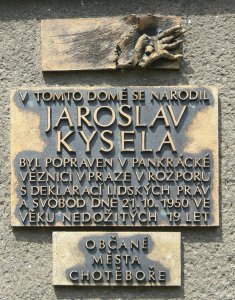 V TOMTO DOMĚ SE NARODIL
JAROSLAV
KYSELA
BYL POPRAVEN V PANKRÁCKÉ
VĚZNICI V PRAZE V ROZPORU
S DEKLARACÍ LIDSKÝCH PRÁV
A SVOBOD DNE 21. 10. 1950 VE
VĚKU NEDOŽITÝCH 19 LET
OBČANÉ
MĚSTA
CHOTĚBOŘE